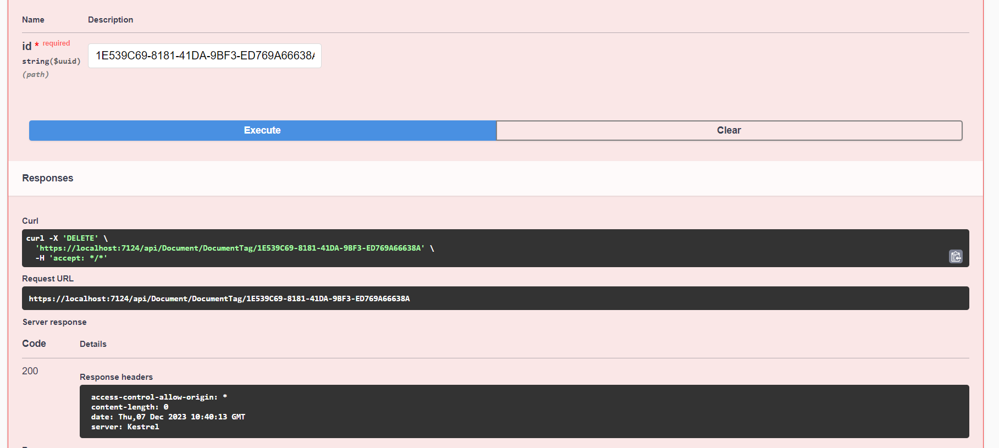 Name Description
id * required
string($uuid)
(path)
1E539C69-8181-41DA-9BF3-ED769A66638A
Execute Clear
Responses
Curl
curl -X 'DELETE' \
'https://localhost:7124/api/Document/DocumentTag/1E539C69-8181-41DA-9BF3-ED769A66638A' \
-H 'accept: */*'
Request URL
https://localhost:7124/api/Document/DocumentTag/1E539C69-8181-41DA-9BF3-ED769A66638A
Server response
Code Details
200
Response headers
access-control-allow-origin: *
content-length: 0
date: Thu,07 Dec 2023 10:40:13 GMT
server: Kestrel